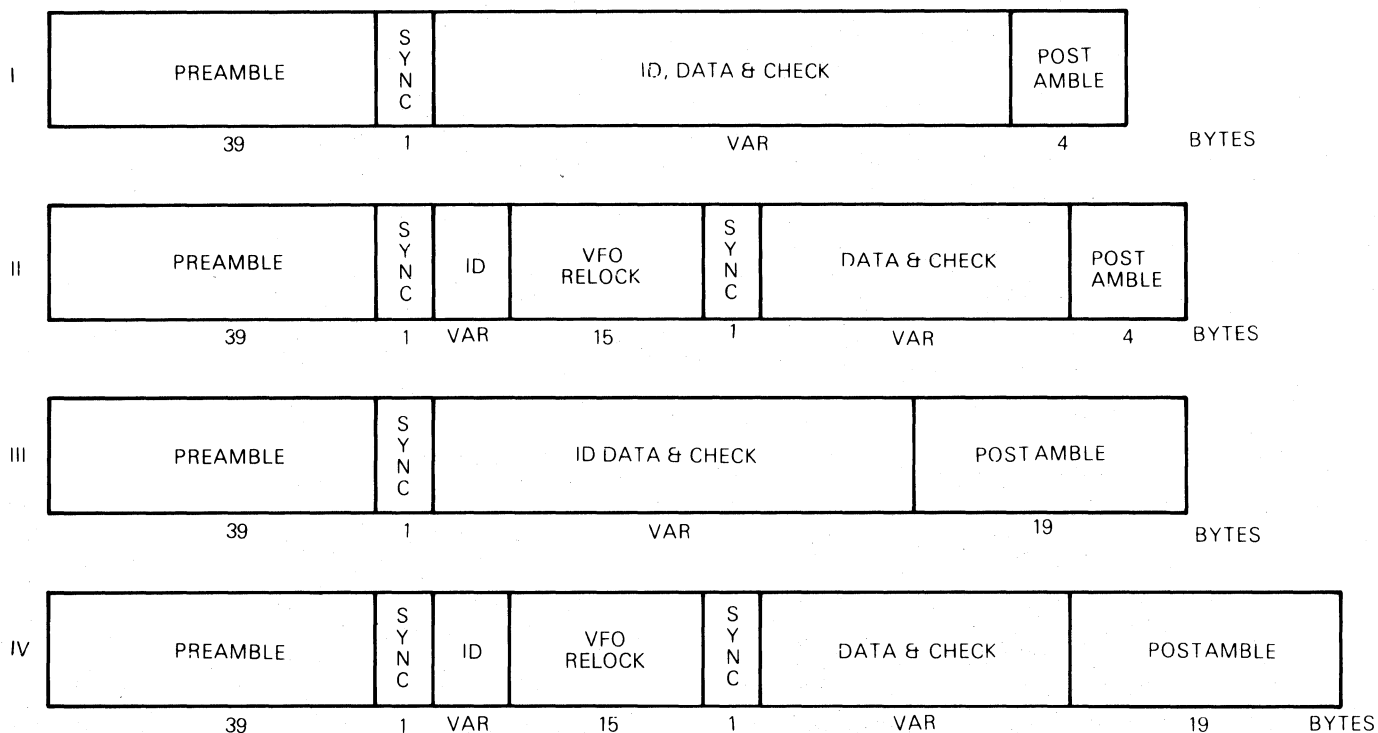 I PREAMBLE SYNC ID, DATA & CHECK POST AMBLE
39 1 VAR 4 BYTES
II PREAMBLE SYNC ID VFO RELOCK SYNC DATA & CHECK POST AMBLE
39 1 VAR 15 1 VAR 4 BYTES
III PREAMBLE SYNC ID DATA & CHECK POSTAMBLE
39 1 VAR 19 BYTES
IV PREAMBLE SYNC ID VFO RELOCK SYNC DATA & CHECK POSTAMBLE
39 1 VAR 15 1 VAR 19 BYTES